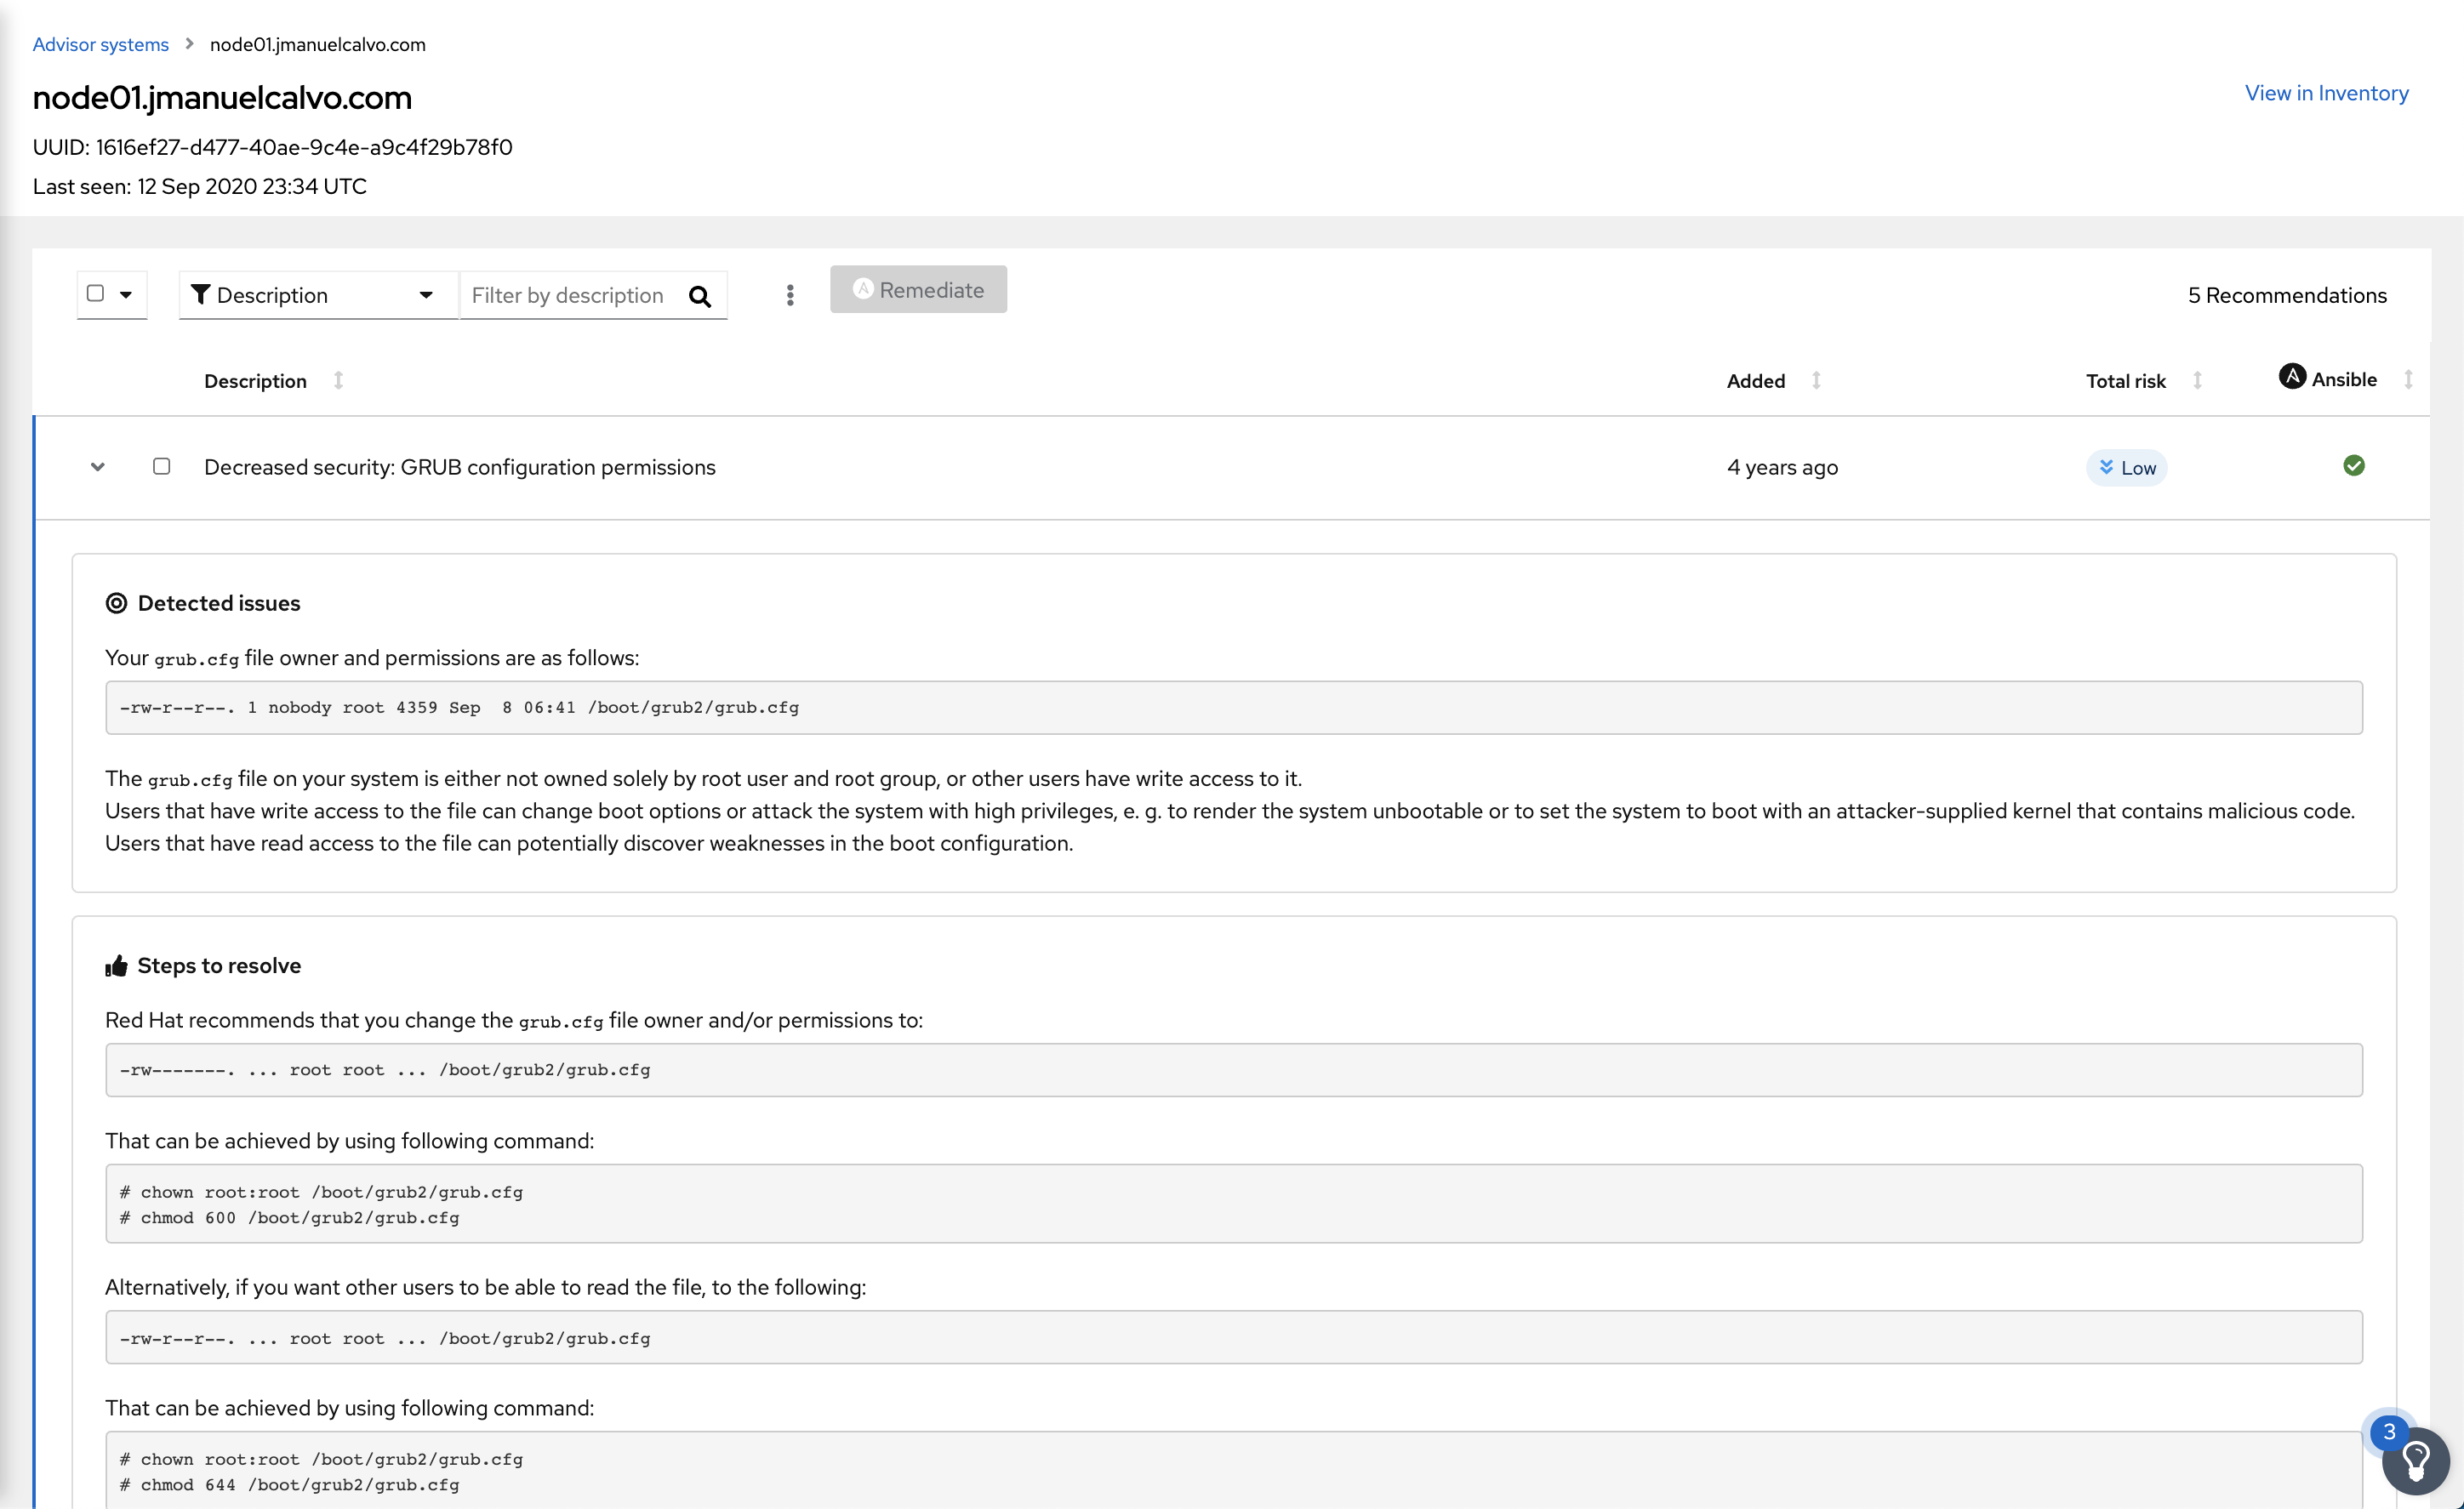 Advisor systems > node01.jmanuelcalvo.com
node01.jmanuelcalvo.com
View in Inventory
UUID: 1616ef27-d477-40ae-9c4e-a9c4f29b78f0
Last seen: 12 Sep 2020 23:34 UTC
Description Filter by description Remediate 5 Recommendations
Description Added Total risk Ansible
Decreased security: GRUB configuration permissions 4 years ago Low
Detected issues
Your grub.cfg file owner and permissions are as follows:
-rw-r--r--. 1 nobody root 4359 Sep  8 06:41 /boot/grub2/grub.cfg
The grub.cfg file on your system is either not owned solely by root user and root group, or other users have write access to it.
Users that have write access to the file can change boot options or attack the system with high privileges, e. g. to render the system unbootable or to set the system to boot with an attacker-supplied kernel that contains malicious code.
Users that have read access to the file can potentially discover weaknesses in the boot configuration.
Steps to resolve
Red Hat recommends that you change the grub.cfg file owner and/or permissions to:
-rw-------. ... root root ... /boot/grub2/grub.cfg
That can be achieved by using following command:
# chown root:root /boot/grub2/grub.cfg
# chmod 600 /boot/grub2/grub.cfg
Alternatively, if you want other users to be able to read the file, to the following:
-rw-r--r--. ... root root ... /boot/grub2/grub.cfg
That can be achieved by using following command:
# chown root:root /boot/grub2/grub.cfg
# chmod 644 /boot/grub2/grub.cfg
3